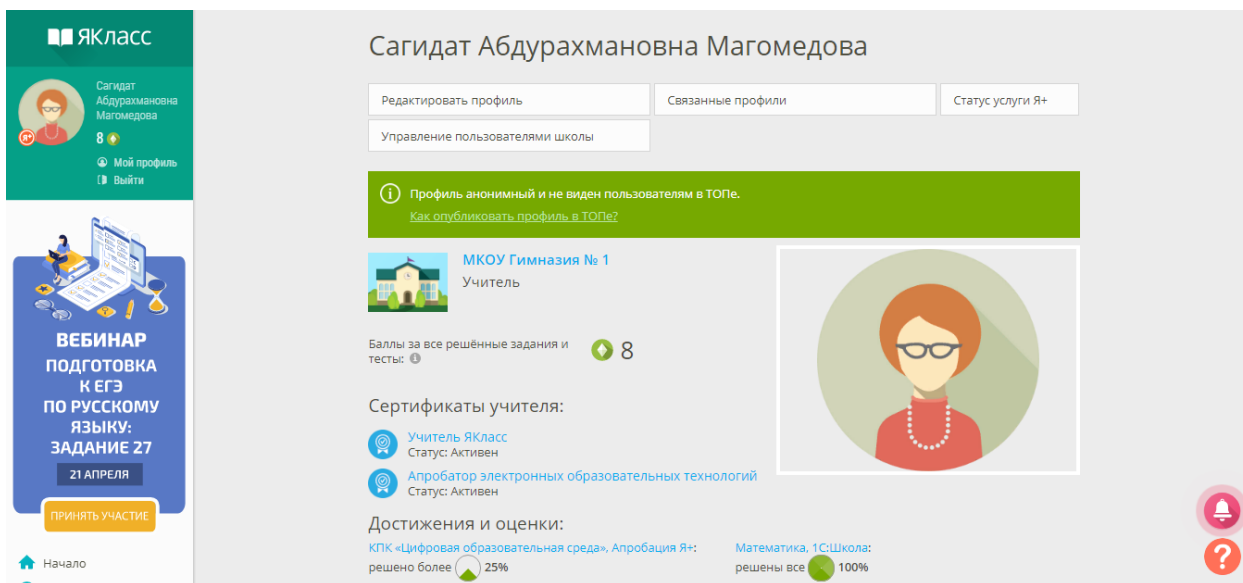 ЯКласс
Сагидат
Абдурахмановна
Магомедова
Я+
8
Мой профиль
Выйти
ВЕБИНАР
ПОДГОТОВКА
К ЕГЭ
ПО РУССКОМУ
ЯЗЫКУ:
ЗАДАНИЕ 27
21 АПРЕЛЯ
ПРИНЯТЬ УЧАСТИЕ
Начало
Сагидат Абдурахмановна Магомедова
Редактировать профиль
Связанные профили
Статус услуги Я+
Управление пользователями школы
Профиль анонимный и не виден пользователям в ТОПе.
Как опубликовать профиль в ТОПе?
МКОУ Гимназия № 1
Учитель
Баллы за все решённые задания и
тесты:
8
Сертификаты учителя:
Учитель ЯКласс
Статус: Активен
Апробатор электронных образовательных технологий
Статус: Активен
Достижения и оценки:
КПК «Цифровая образовательная среда», Апробация Я+:
решено более 25%
Математика, 1С:Школа:
решены все 100%
?